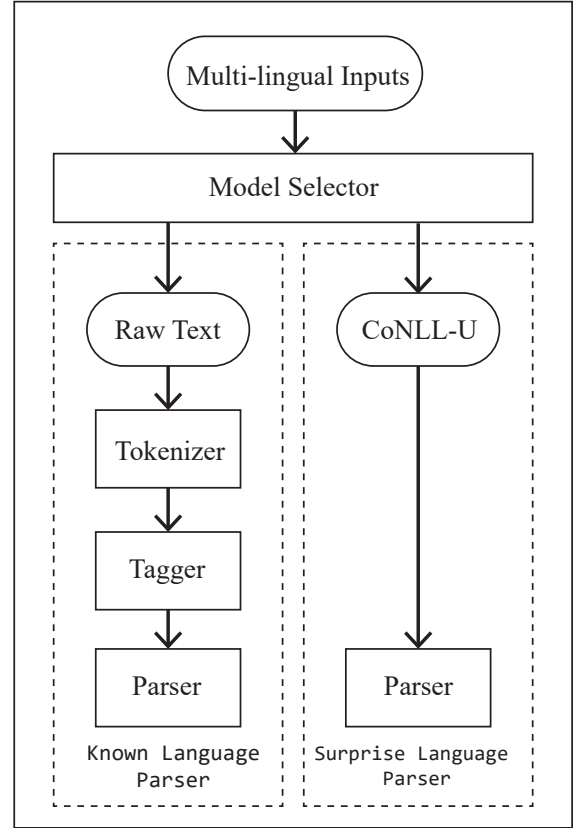 Multi-lingual Inputs
Model Selector
Raw Text
Tokenizer
Tagger
Parser
Known Language
Parser
CoNLL-U
Parser
Surprise Language
Parser